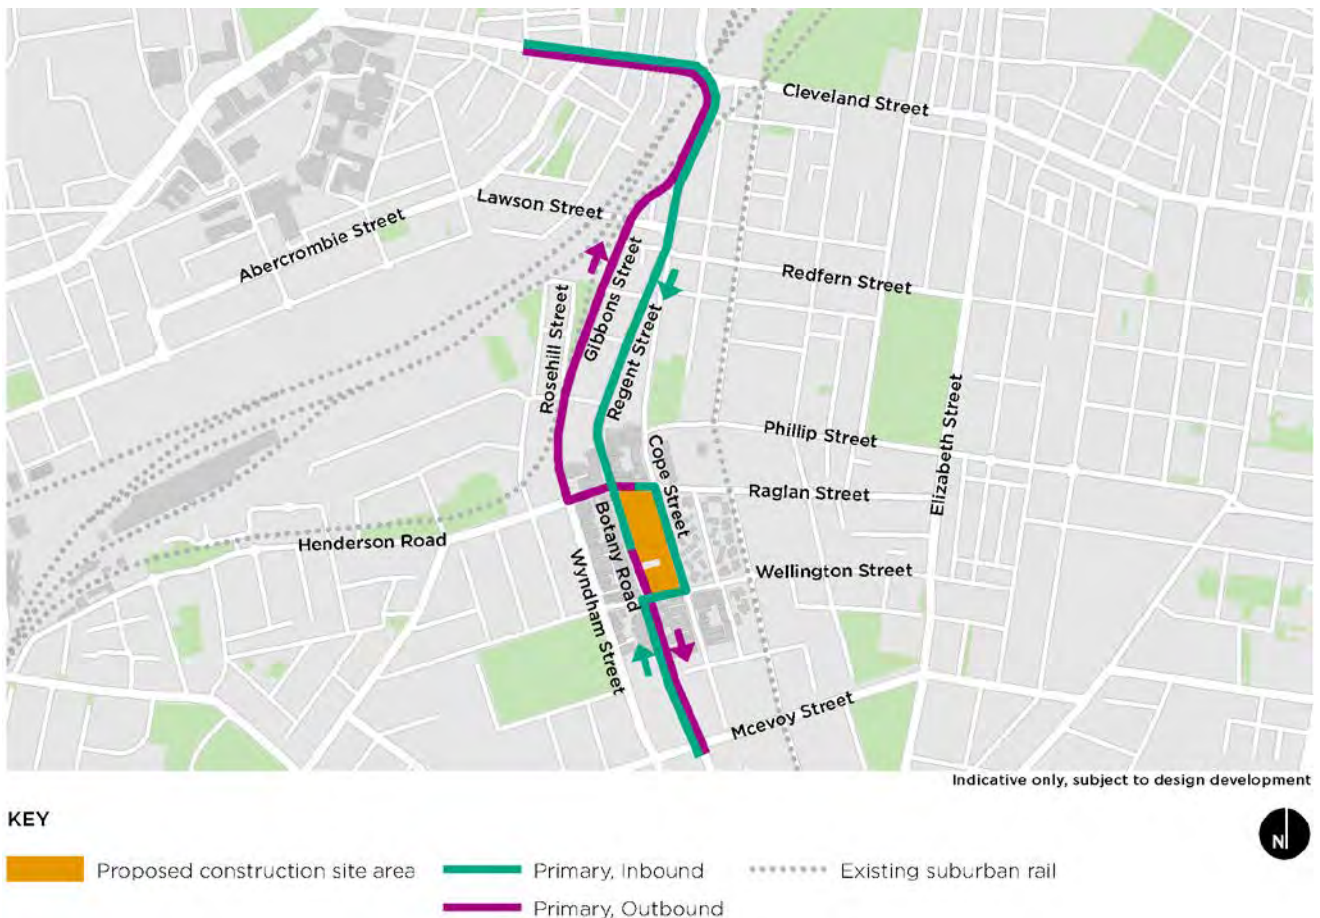 Cleveland Street
Lawson Street
Abercrombie Street
Redfern Street
Gibbons Street
Regent Street
Rosehill Street
Phillip Street
Elizabeth Street
Cope Street
Raglan Street
Botany Road
Henderson Road
Wyndham Street
Wellington Street
Mcevoy Street
Indicative only, subject to design development
KEY
N
Proposed construction site area
Primary, Inbound
Existing suburban rail
Primary, Outbound